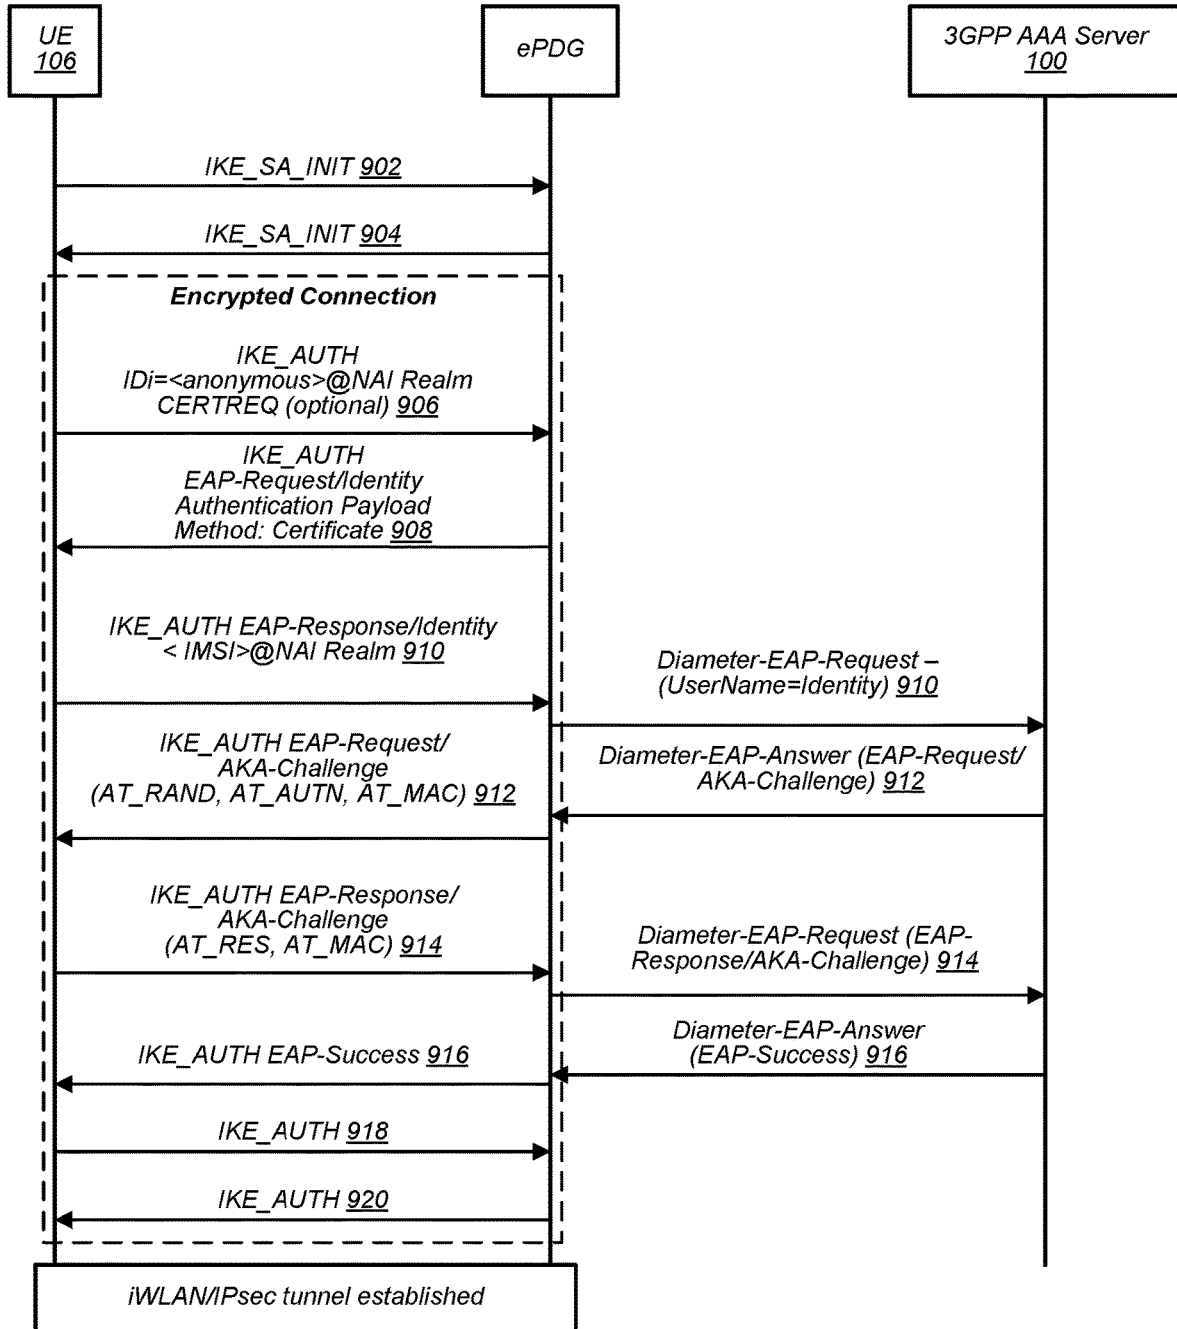 UE
106
ePDG
3GPP AAA Server
100
IKE_SA_INIT 902
IKE_SA_INIT 904
Encrypted Connection
IKE_AUTH
IDi=<anonymous>@NAI Realm
CERTREQ (optional) 906
IKE_AUTH
EAP-Request/Identity
Authentication Payload
Method: Certificate 908
IKE_AUTH EAP-Response/Identity
< IMSI>@NAI Realm 910
Diameter-EAP-Request –
(UserName=Identity) 910
IKE_AUTH EAP-Request/
AKA-Challenge
(AT_RAND, AT_AUTN, AT_MAC) 912
Diameter-EAP-Answer (EAP-Request/
AKA-Challenge) 912
IKE_AUTH EAP-Response/
AKA-Challenge
(AT_RES, AT_MAC) 914
Diameter-EAP-Request (EAP-
Response/AKA-Challenge) 914
IKE_AUTH EAP-Success 916
Diameter-EAP-Answer
(EAP-Success) 916
IKE_AUTH 918
IKE_AUTH 920
iWLAN/IPsec tunnel established